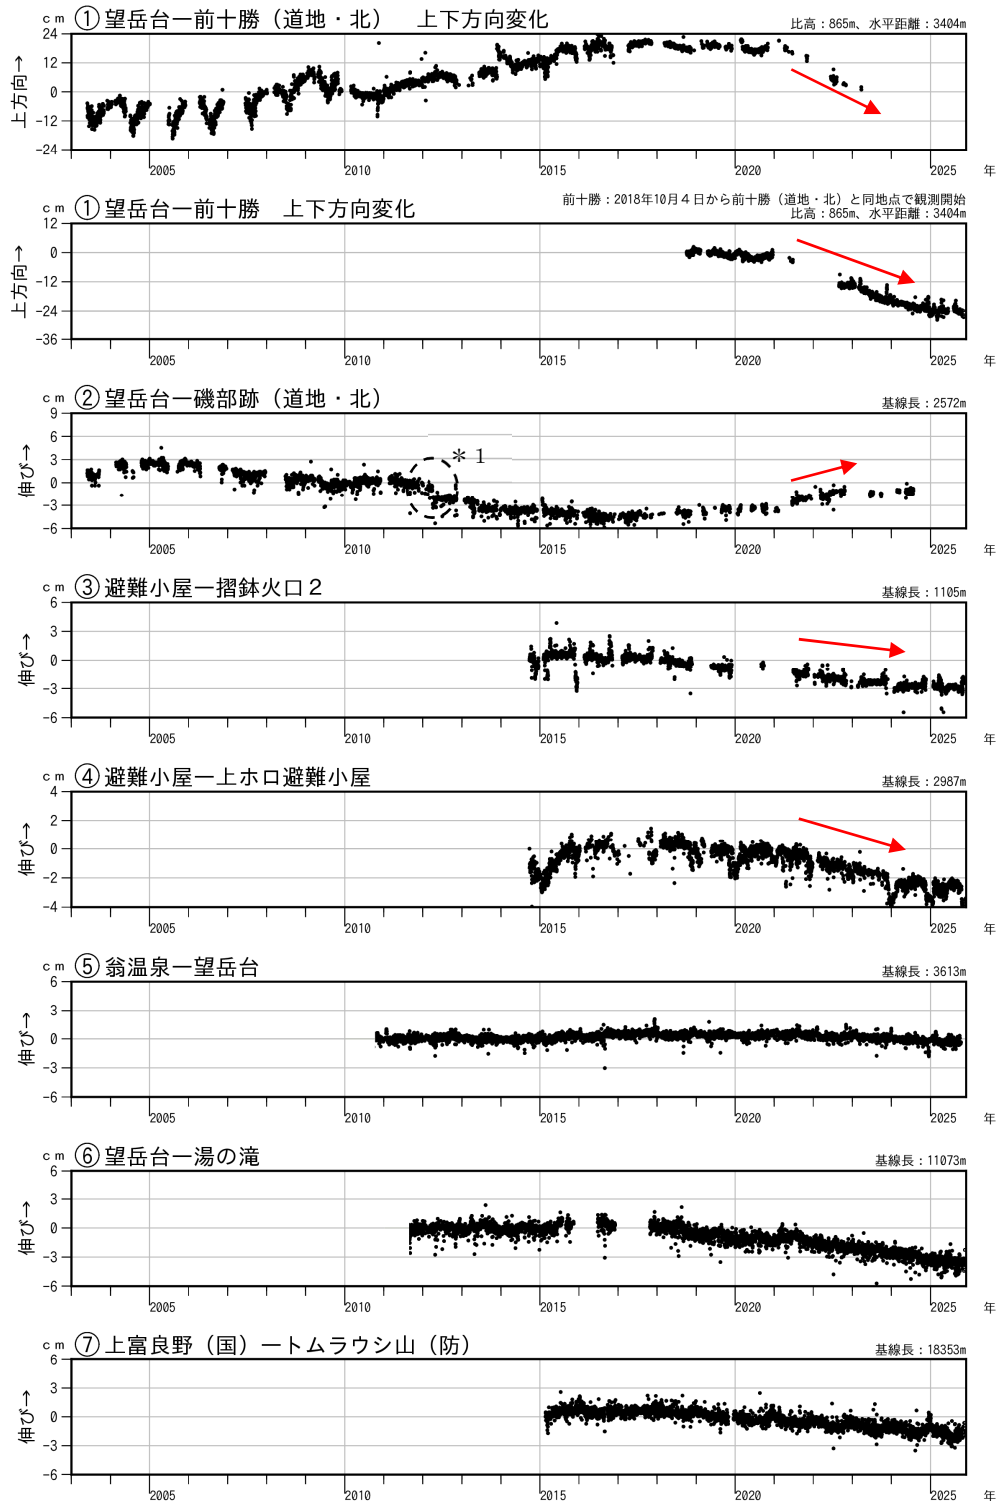 cm ①望岳台ー前十勝（道地・北） 上下方向変化 比高：865m、水平距離：3404m
上方向→
24
12
0
-12
-24
2005 2010 2015 2020 2025 年
前十勝：2018年10月４日から前十勝（道地・北）と同地点で観測開始
cm ①望岳台ー前十勝 上下方向変化 比高：865m、水平距離：3404m
上方向→
12
0
-12
-24
-36
2005 2010 2015 2020 2025 年
cm ②望岳台ー磯部跡（道地・北） 基線長：2572m
伸び→
9
6
3
0
-3
-6
＊1
2005 2010 2015 2020 2025 年
cm ③避難小屋ー摺鉢火口２ 基線長：1105m
伸び→
6
3
0
-3
-6
2005 2010 2015 2020 2025 年
cm ④避難小屋ー上ホロ避難小屋 基線長：2987m
伸び→
4
2
0
-2
-4
2005 2010 2015 2020 2025 年
cm ⑤翁温泉ー望岳台 基線長：3613m
伸び→
6
3
0
-3
-6
2005 2010 2015 2020 2025 年
cm ⑥望岳台ー湯の滝 基線長：11073m
伸び→
6
3
0
-3
-6
2005 2010 2015 2020 2025 年
cm ⑦上富良野（国）ートムラウシ山（防） 基線長：18353m
伸び→
6
3
0
-3
-6
2005 2010 2015 2020 2025 年